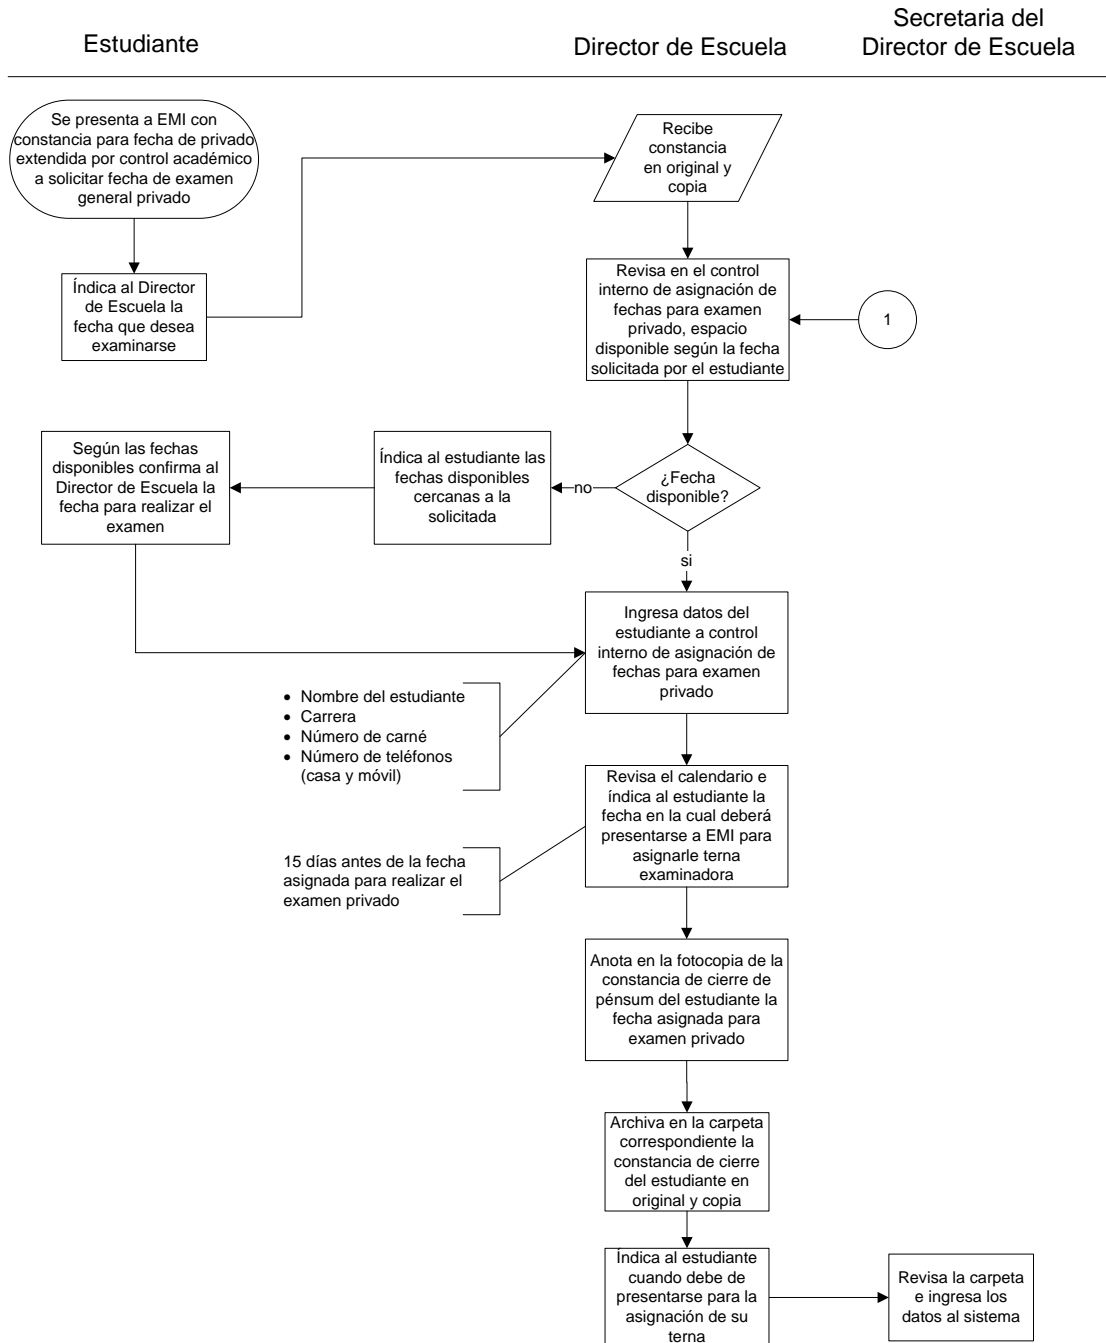 Estudiante
Director de Escuela
Secretaria del
Director de Escuela
Se presenta a EMI con
constancia para fecha de privado
extendida por control académico
a solicitar fecha de examen
general privado
Recibe
constancia
en original y
copia
Índica al Director
de Escuela la
fecha que desea
examinarse
Revisa en el control
interno de asignación de
fechas para examen
privado, espacio
disponible según la fecha
solicitada por el estudiante
1
Según las fechas
disponibles confirma al
Director de Escuela la
fecha para realizar el
examen
Índica al estudiante las
fechas disponibles
cercanas a la
solicitada
no
¿Fecha
disponible?
si
Ingresa datos del
estudiante a control
interno de asignación de
fechas para examen
privado
• Nombre del estudiante
• Carrera
• Número de carné
• Número de teléfonos
(casa y móvil)
Revisa el calendario e
índica al estudiante la
fecha en la cual deberá
presentarse a EMI para
asignarle terna
examinadora
15 días antes de la fecha
asignada para realizar el
examen privado
Anota en la fotocopia de la
constancia de cierre de
pénsum del estudiante la
fecha asignada para
examen privado
Archiva en la carpeta
correspondiente la
constancia de cierre
del estudiante en
original y copia
Índica al estudiante
cuando debe de
presentarse para la
asignación de su
terna
Revisa la carpeta
e ingresa los
datos al sistema